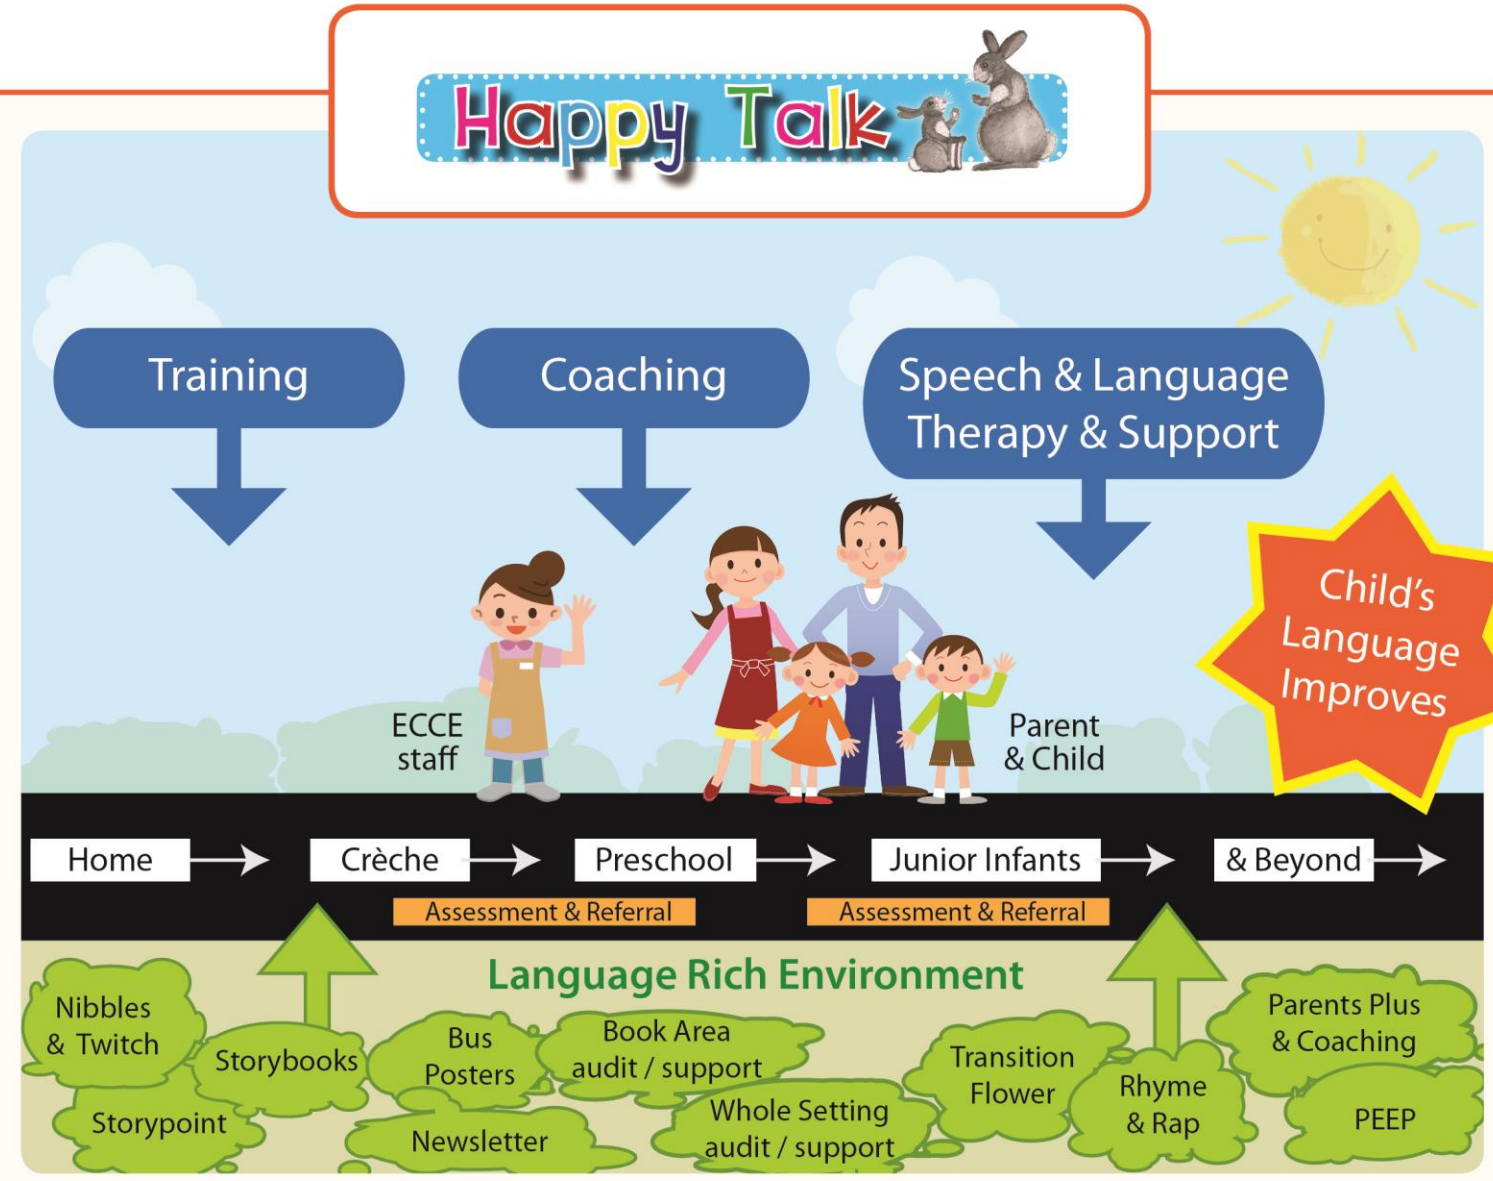 Happy Talk
Training
Coaching
Speech & Language
Therapy & Support
Child's
Language
Improves
ECCE
staff
Parent
& Child
Home
Crèche
Preschool
Junior Infants
& Beyond
Assessment & Referral
Assessment & Referral
Language Rich Environment
Nibbles
& Twitch
Storybooks
Storypoint
Bus
Posters
Newsletter
Book Area
audit / support
Whole Setting
audit / support
Transition
Flower
Rhyme
& Rap
Parents Plus
& Coaching
PEEP